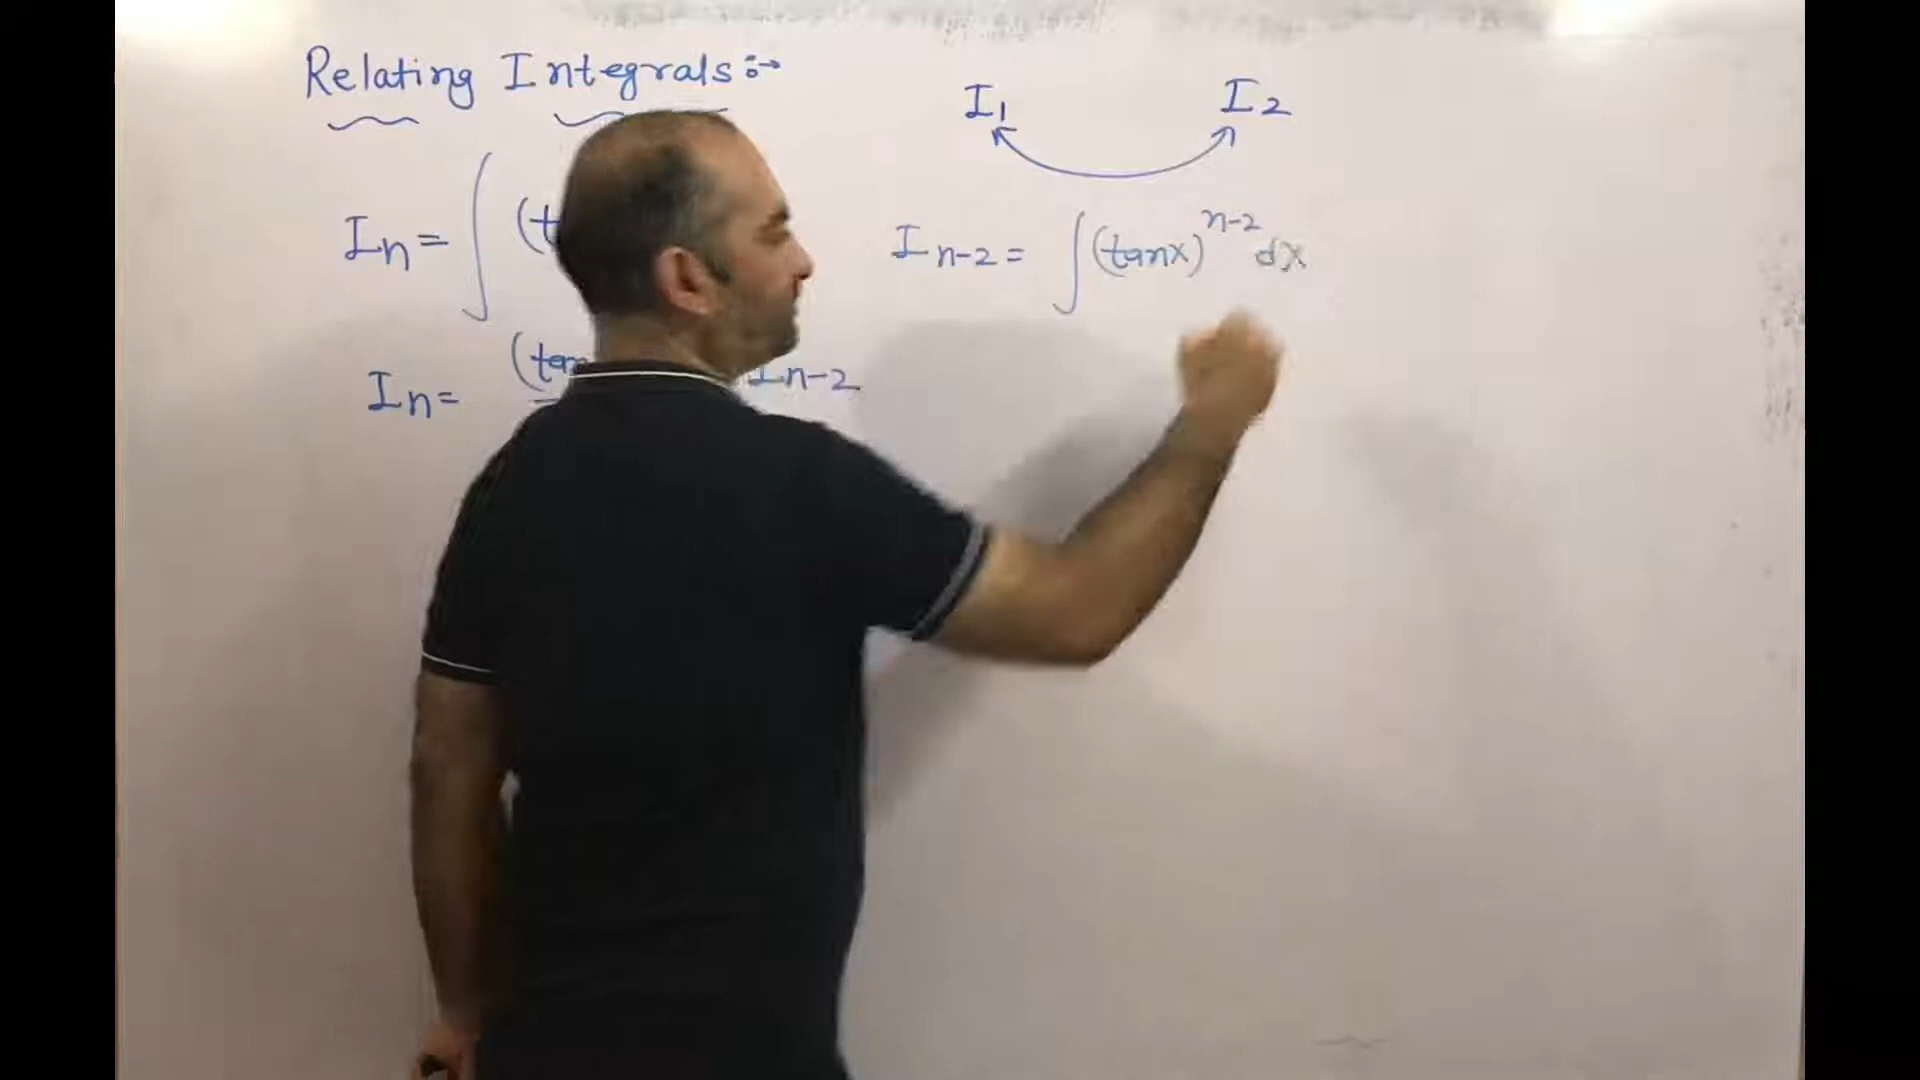 Relating Integrals :→
I₁ I₂
Iₙ = ∫ (t
Iₙ₋₂ = ∫(tanx)ⁿ⁻² dx
Iₙ = (tan Iₙ₋₂